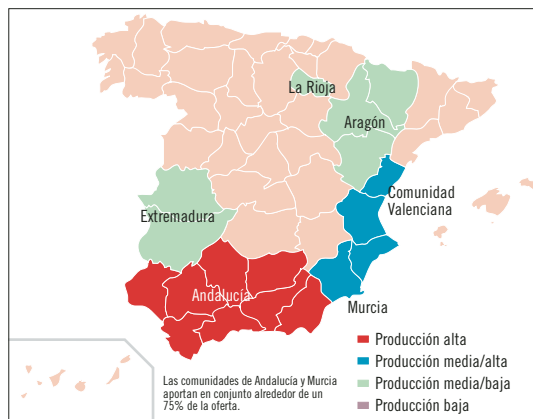 La Rioja
Aragón
Comunidad
Valenciana
Extremadura
Andalucía
Murcia
Producción alta
Producción media/alta
Producción media/baja
Producción baja
Las comunidades de Andalucía y Murcia
aportan en conjunto alrededor de un
75% de la oferta.